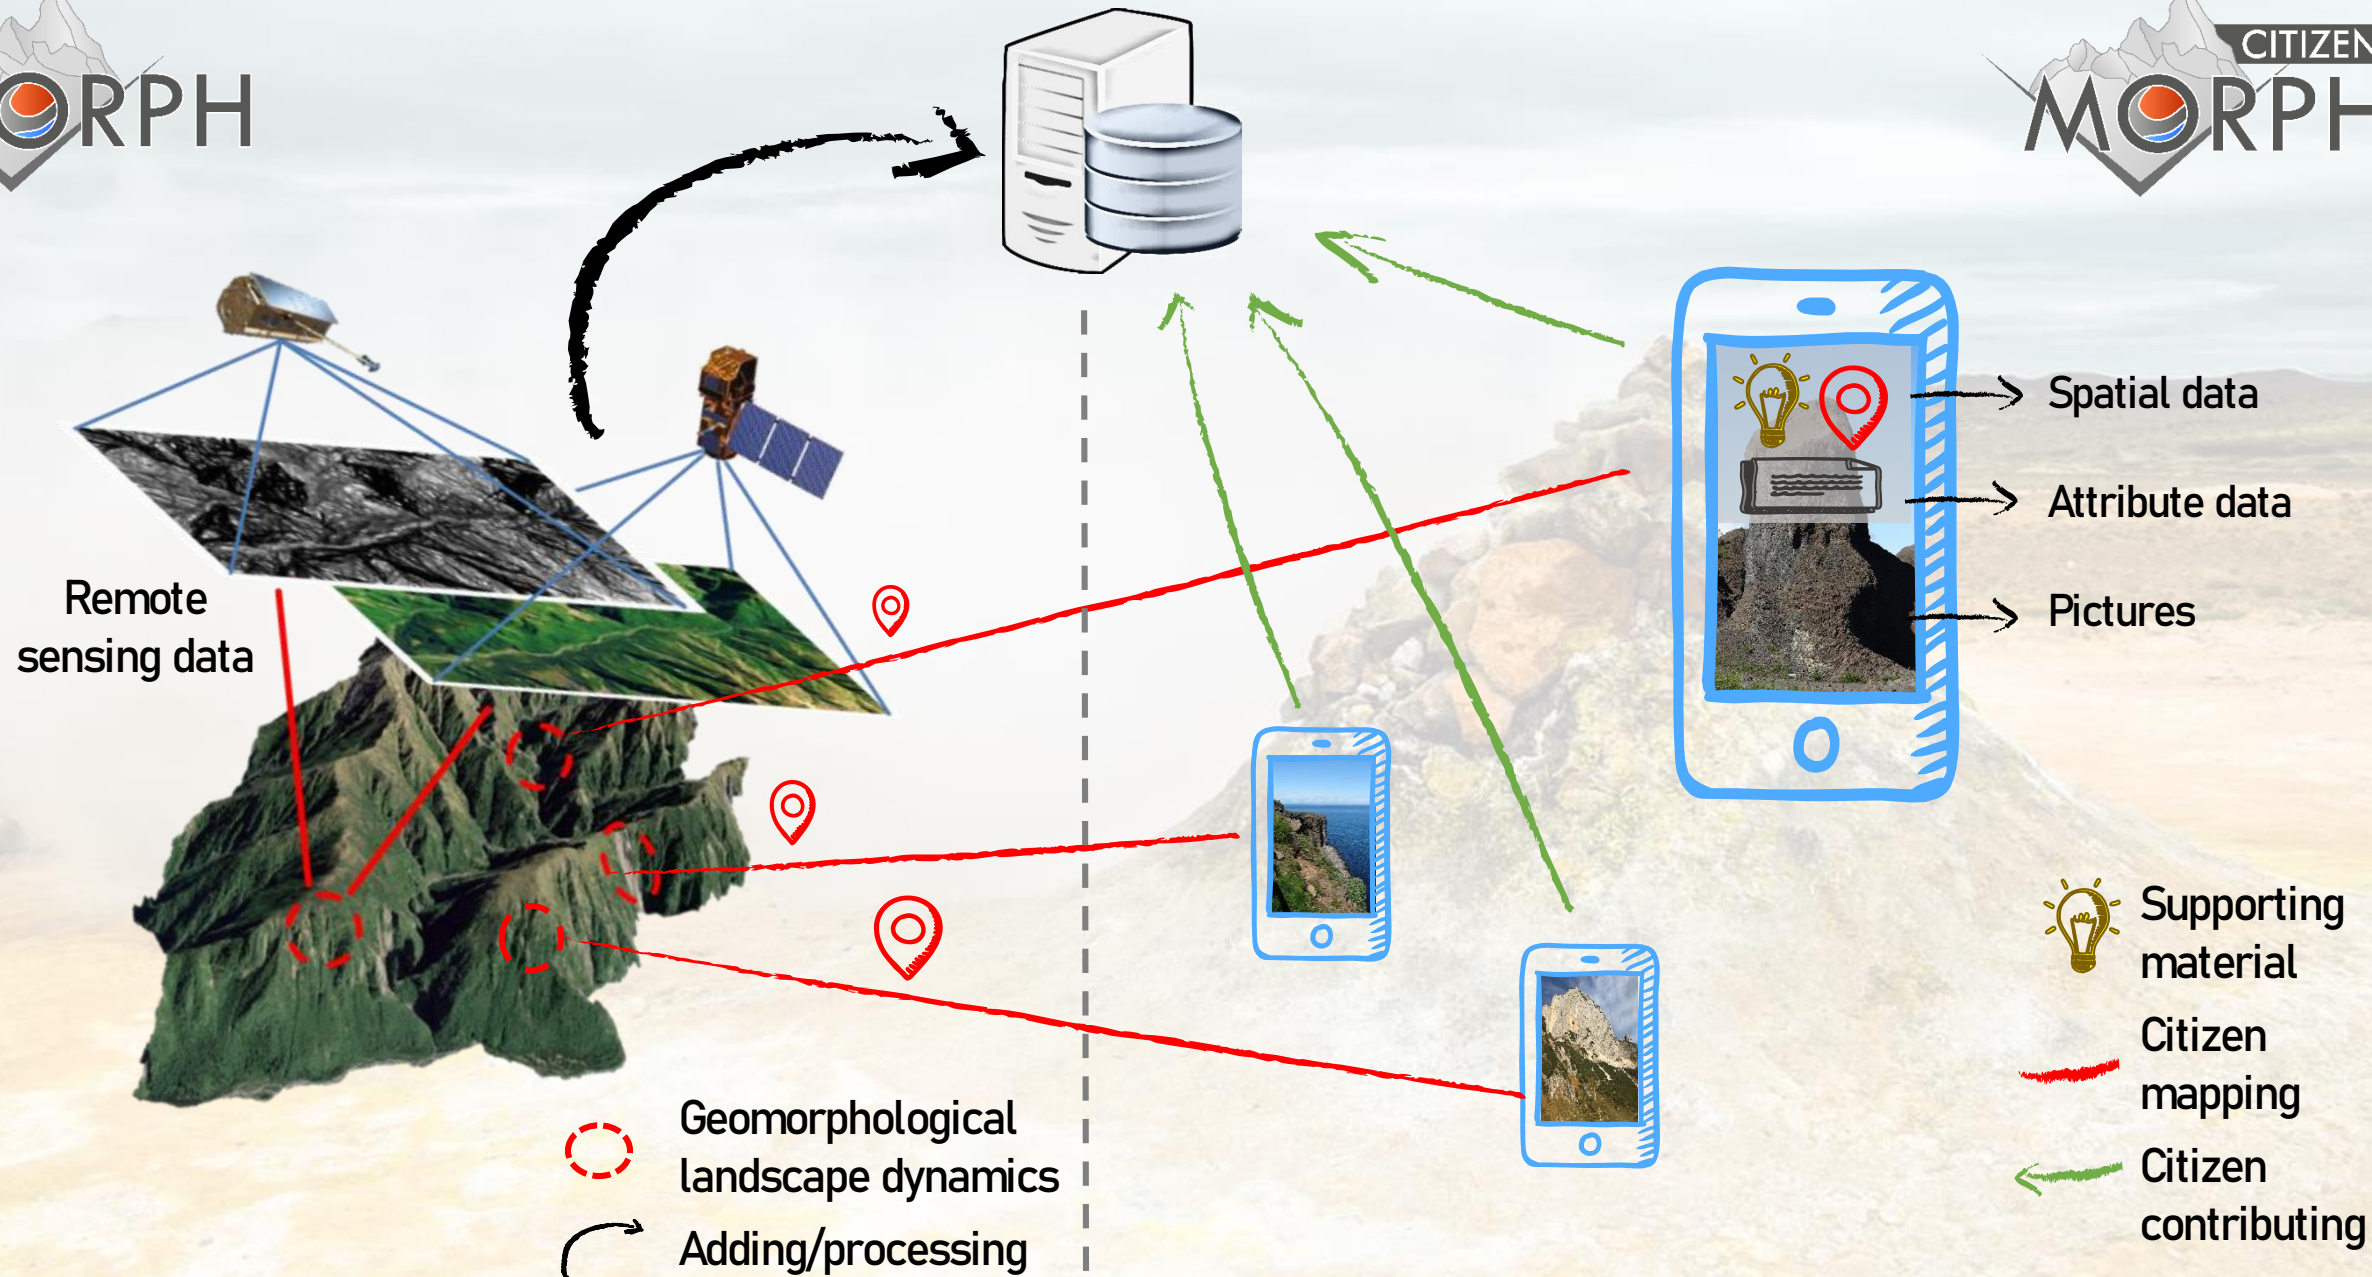 ORPH
CITIZEN
MORPH
Spatial data
Attribute data
Pictures
Remote
sensing data
Supporting
material
Citizen
mapping
Citizen
contributing
Geomorphological
landscape dynamics
Adding/processing